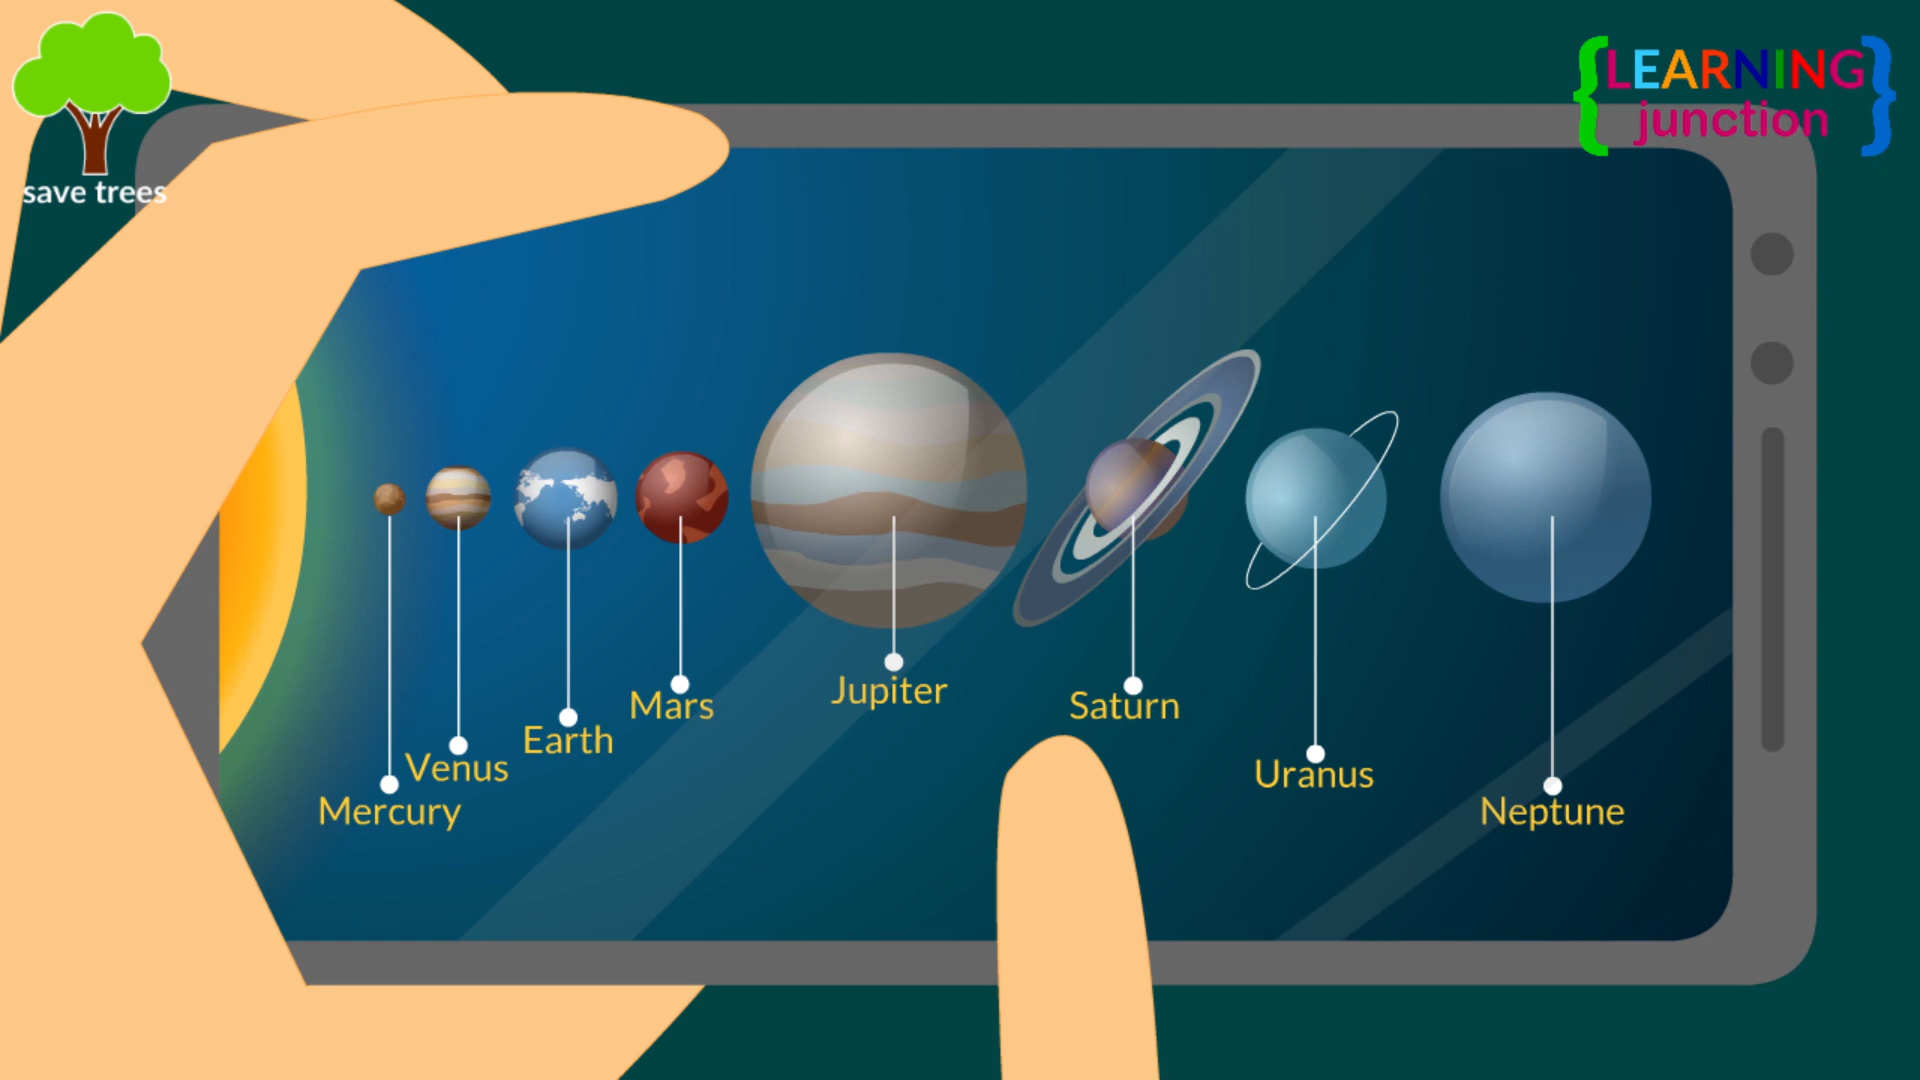 save trees
{LEARNING
junction}
Mercury
Venus
Earth
Mars
Jupiter
Saturn
Uranus
Neptune